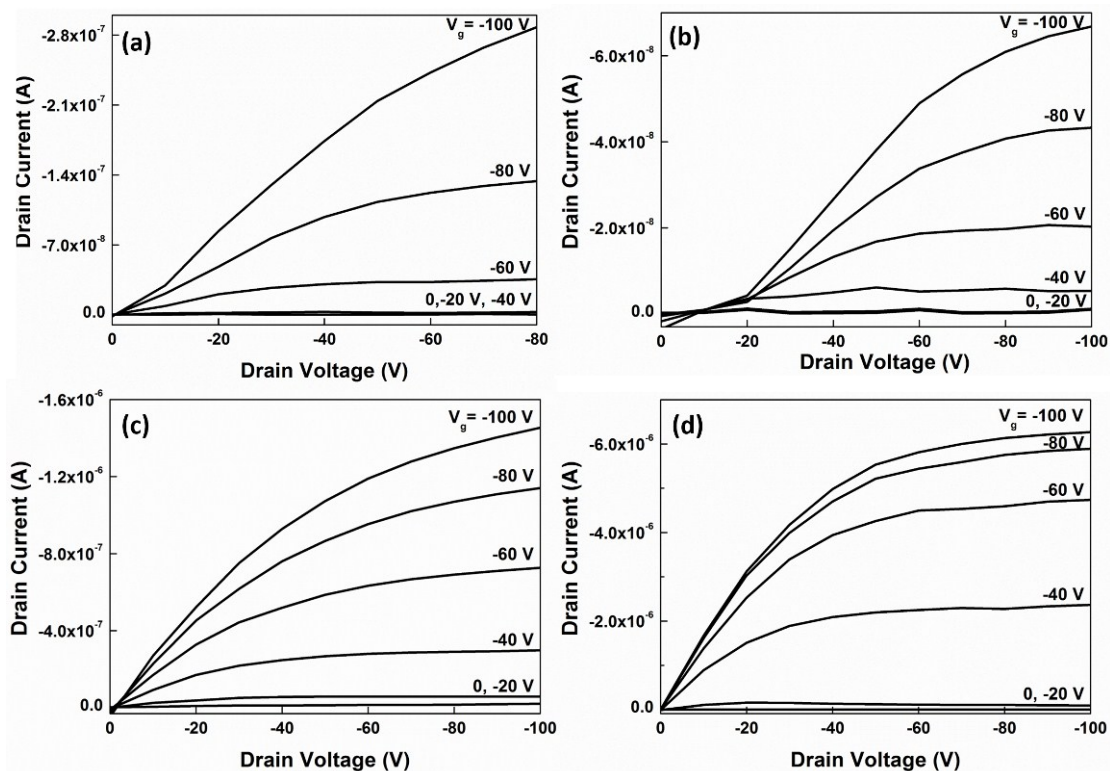 (a)
V_g = -100 V
-80 V
-60 V
0,-20 V, -40 V
-2.8x10^-7
-2.1x10^-7
-1.4x10^-7
-7.0x10^-8
0.0
Drain Current (A)
0 -20 -40 -60 -80
Drain Voltage (V)
(b)
V_g = -100 V
-80 V
-60 V
-40 V
0, -20 V
-6.0x10^-8
-4.0x10^-8
-2.0x10^-8
0.0
Drain Current (A)
0 -20 -40 -60 -80 -100
Drain Voltage (V)
(c)
V_g = -100 V
-80 V
-60 V
-40 V
0, -20 V
-1.6x10^-6
-1.2x10^-6
-8.0x10^-7
-4.0x10^-7
0.0
Drain Current (A)
0 -20 -40 -60 -80 -100
Drain Voltage (V)
(d)
V_g = -100 V
-80 V
-60 V
-40 V
0, -20 V
-6.0x10^-6
-4.0x10^-6
-2.0x10^-6
0.0
Drain Current (A)
0 -20 -40 -60 -80 -100
Drain Voltage (V)